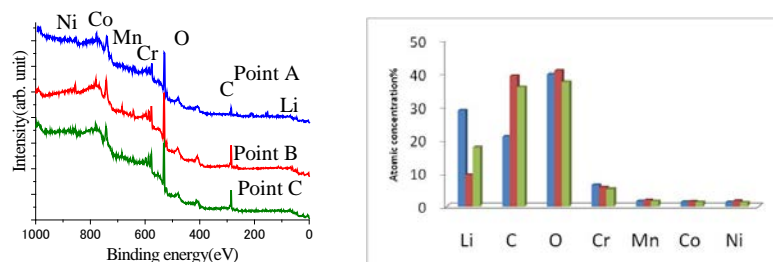 Ni Co Mn Cr O C Li
Point A
Point B
Point C
Intensity(arb. unit)
1000 800 600 400 200 0
Binding energy(eV)
Atomic concentration%
50
40
30
20
10
0
Li C O Cr Mn Co Ni